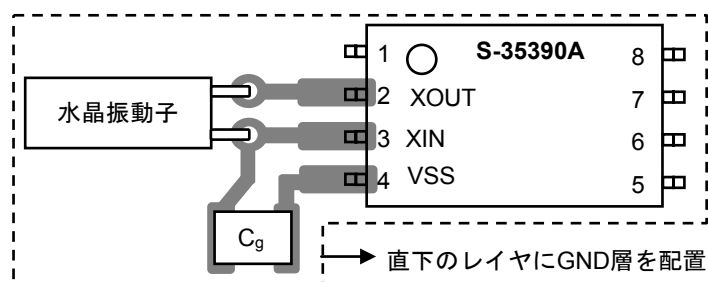 S-35390A
1
8
水晶振動子
2 XOUT
7
3 XIN
6
4 VSS
5
Cg
直下のレイヤにGND層を配置